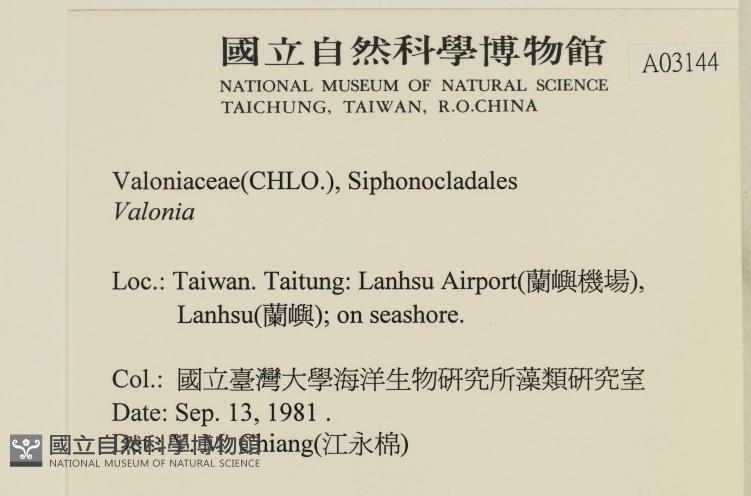 國立自然科學博物館
A03144
NATIONAL MUSEUM OF NATURAL SCIENCE
TAICHUNG, TAIWAN, R.O.CHINA
Valoniaceae(CHLO.), Siphonocladales
Valonia
Loc.: Taiwan. Taitung: Lanhsu Airport(蘭嶼機場),
Lanhsu(蘭嶼); on seashore.
Col.: 國立臺灣大學海洋生物研究所藻類研究室
Date: Sep. 13, 1981 .
Det.: Y. M. Chiang(江永棉)
國立自然科學博物館
NATIONAL MUSEUM OF NATURAL SCIENCE